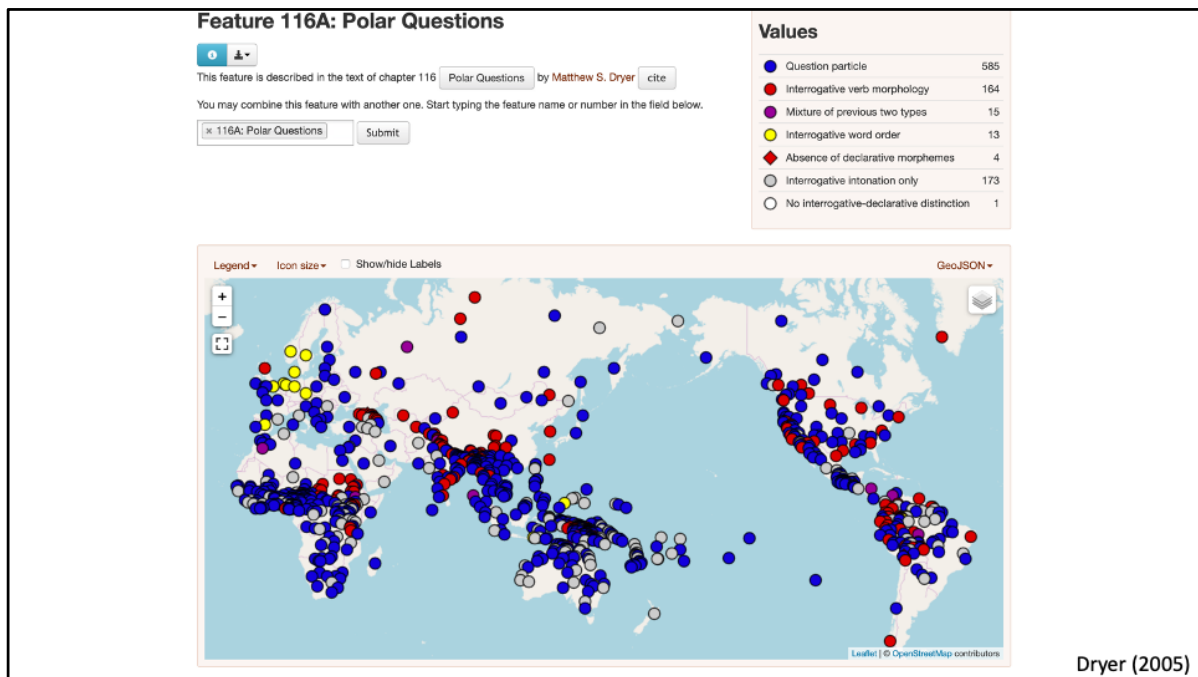 Feature 116A: Polar Questions
This feature is described in the text of chapter 116 Polar Questions by Matthew S. Dryer cite
You may combine this feature with another one. Start typing the feature name or number in the field below.
× 116A: Polar Questions Submit
Values
Question particle 585
Interrogative verb morphology 164
Mixture of previous two types 15
Interrogative word order 13
Absence of declarative morphemes 4
Interrogative intonation only 173
No interrogative-declarative distinction 1
Legend Icon size Show/hide Labels GeoJSON
+
−
Leaflet | © OpenStreetMap contributors
Dryer (2005)